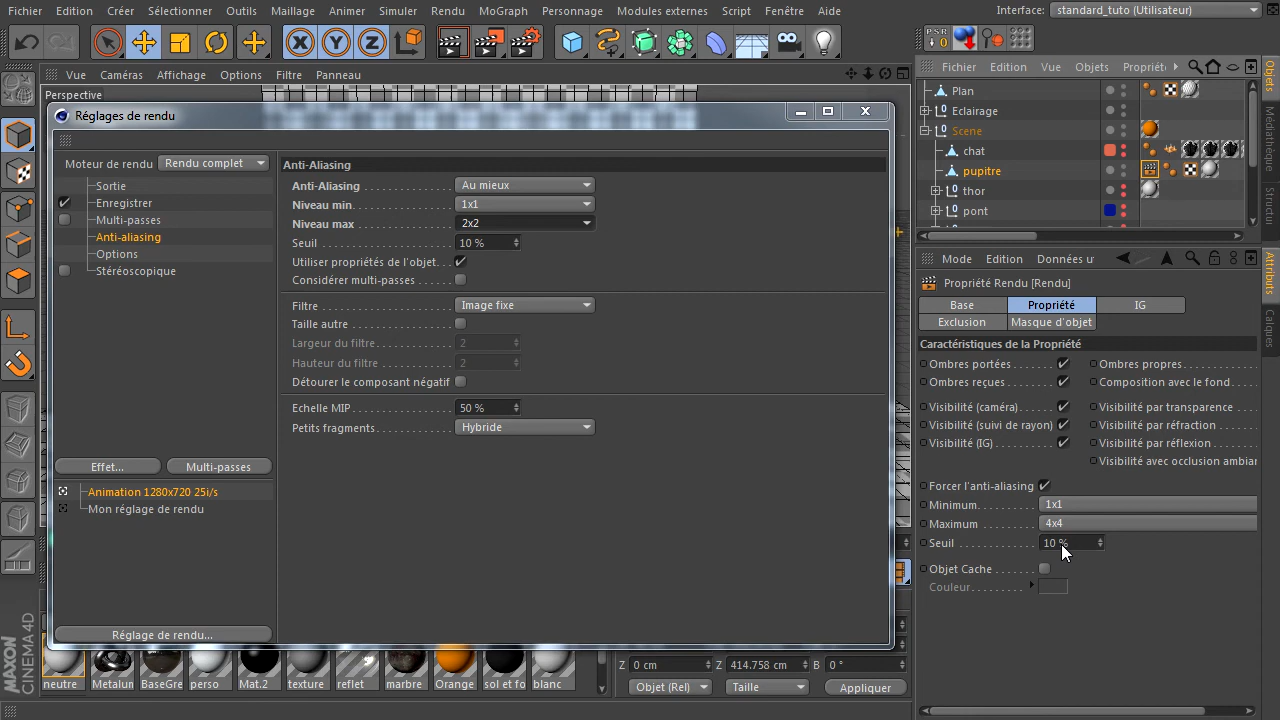 Fichier Edition Créer Sélectionner Outils Maillage Animer Simuler Rendu MoGraph Personnage Modules externes Script Fenêtre Aide Interface: standard_tuto (Utilisateur)
X Y Z PSR 0
Vue Caméras Affichage Options Filtre Panneau
Perspective
Réglages de rendu
Moteur de rendu Rendu complet
Sortie
Enregistrer
Multi-passes
Anti-aliasing
Options
Stéréoscopique
Effet... Multi-passes
Animation 1280x720 25i/s
Mon réglage de rendu
Réglage de rendu...
Anti-Aliasing
Anti-Aliasing Au mieux
Niveau min 1x1
Niveau max 2x2
Seuil 10 %
Utiliser propriétés de l'objet
Considérer multi-passes
Filtre Image fixe
Taille autre
Largeur du filtre 2
Hauteur du filtre 2
Détourer le composant négatif
Echelle MIP 50 %
Petits fragments Hybride
Fichier Edition Vue Objets Propriét
Plan
Eclairage
Scene
chat
pupitre
thor
pont
Objets
Médiathèque
Structu
Mode Edition Données u
Propriété Rendu [Rendu]
Base Propriété IG
Exclusion Masque d'objet
Caractéristiques de la Propriété
Ombres portées Ombres propres
Ombres reçues Composition avec le fond
Visibilité (caméra) Visibilité par transparence
Visibilité (suivi de rayon) Visibilité par réfraction
Visibilité (IG) Visibilité par réflexion
Visibilité avec occlusion ambian
Forcer l'anti-aliasing
Minimum 1x1
Maximum 4x4
Seuil 10 %
Objet Cache
Couleur
Attributs
Calques
neutre Metalum BaseGre perso Mat.2 texture reflet marbre Orange sol et fo blanc
Z 0 cm Z 414.758 cm B 0 °
Objet (Rel) Taille Appliquer
MAXON
CINEMA 4D